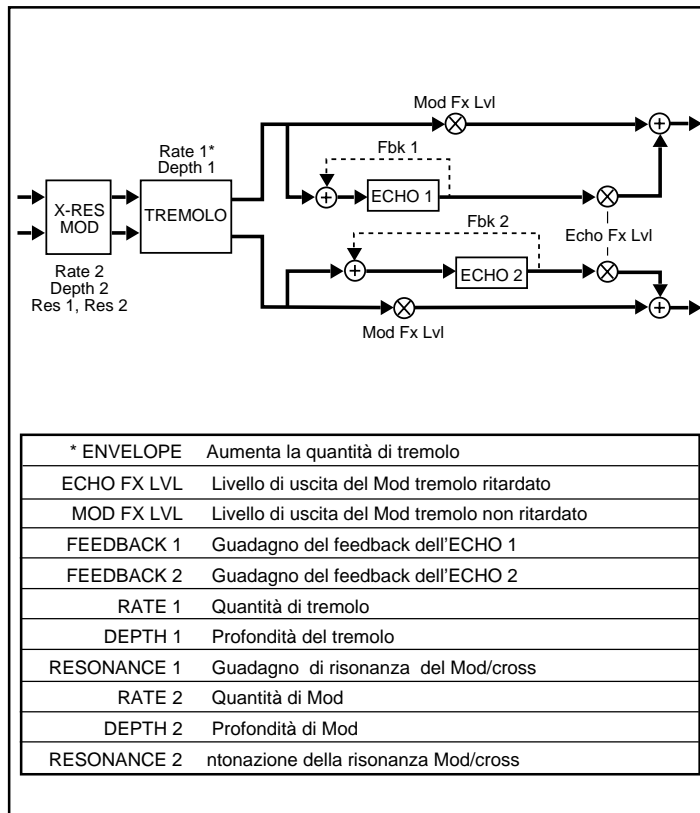 Mod Fx Lvl
Rate 1*
Depth 1
Fbk 1
X-RES
MOD
TREMOLO
ECHO 1
Fbk 2
Echo Fx Lvl
ECHO 2
Rate 2
Depth 2
Res 1, Res 2
Mod Fx Lvl
* ENVELOPE Aumenta la quantità di tremolo
ECHO FX LVL Livello di uscita del Mod tremolo ritardato
MOD FX LVL Livello di uscita del Mod tremolo non ritardato
FEEDBACK 1 Guadagno del feedback dell'ECHO 1
FEEDBACK 2 Guadagno del feedback dell'ECHO 2
RATE 1 Quantità di tremolo
DEPTH 1 Profondità del tremolo
RESONANCE 1 Guadagno di risonanza del Mod/cross
RATE 2 Quantità di Mod
DEPTH 2 Profondità di Mod
RESONANCE 2 ntonazione della risonanza Mod/cross